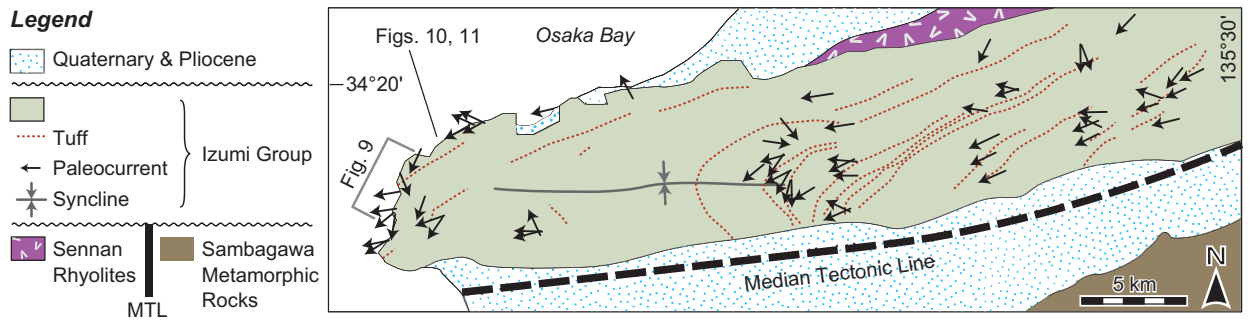 Legend
Quaternary & Pliocene
Tuff
Paleocurrent
Syncline
Izumi Group
Sennan
Rhyolites
MTL
Sambagawa
Metamorphic
Rocks
Figs. 10, 11
Osaka Bay
34°20'
135°30'
Fig. 9
Median Tectonic Line
N
5 km